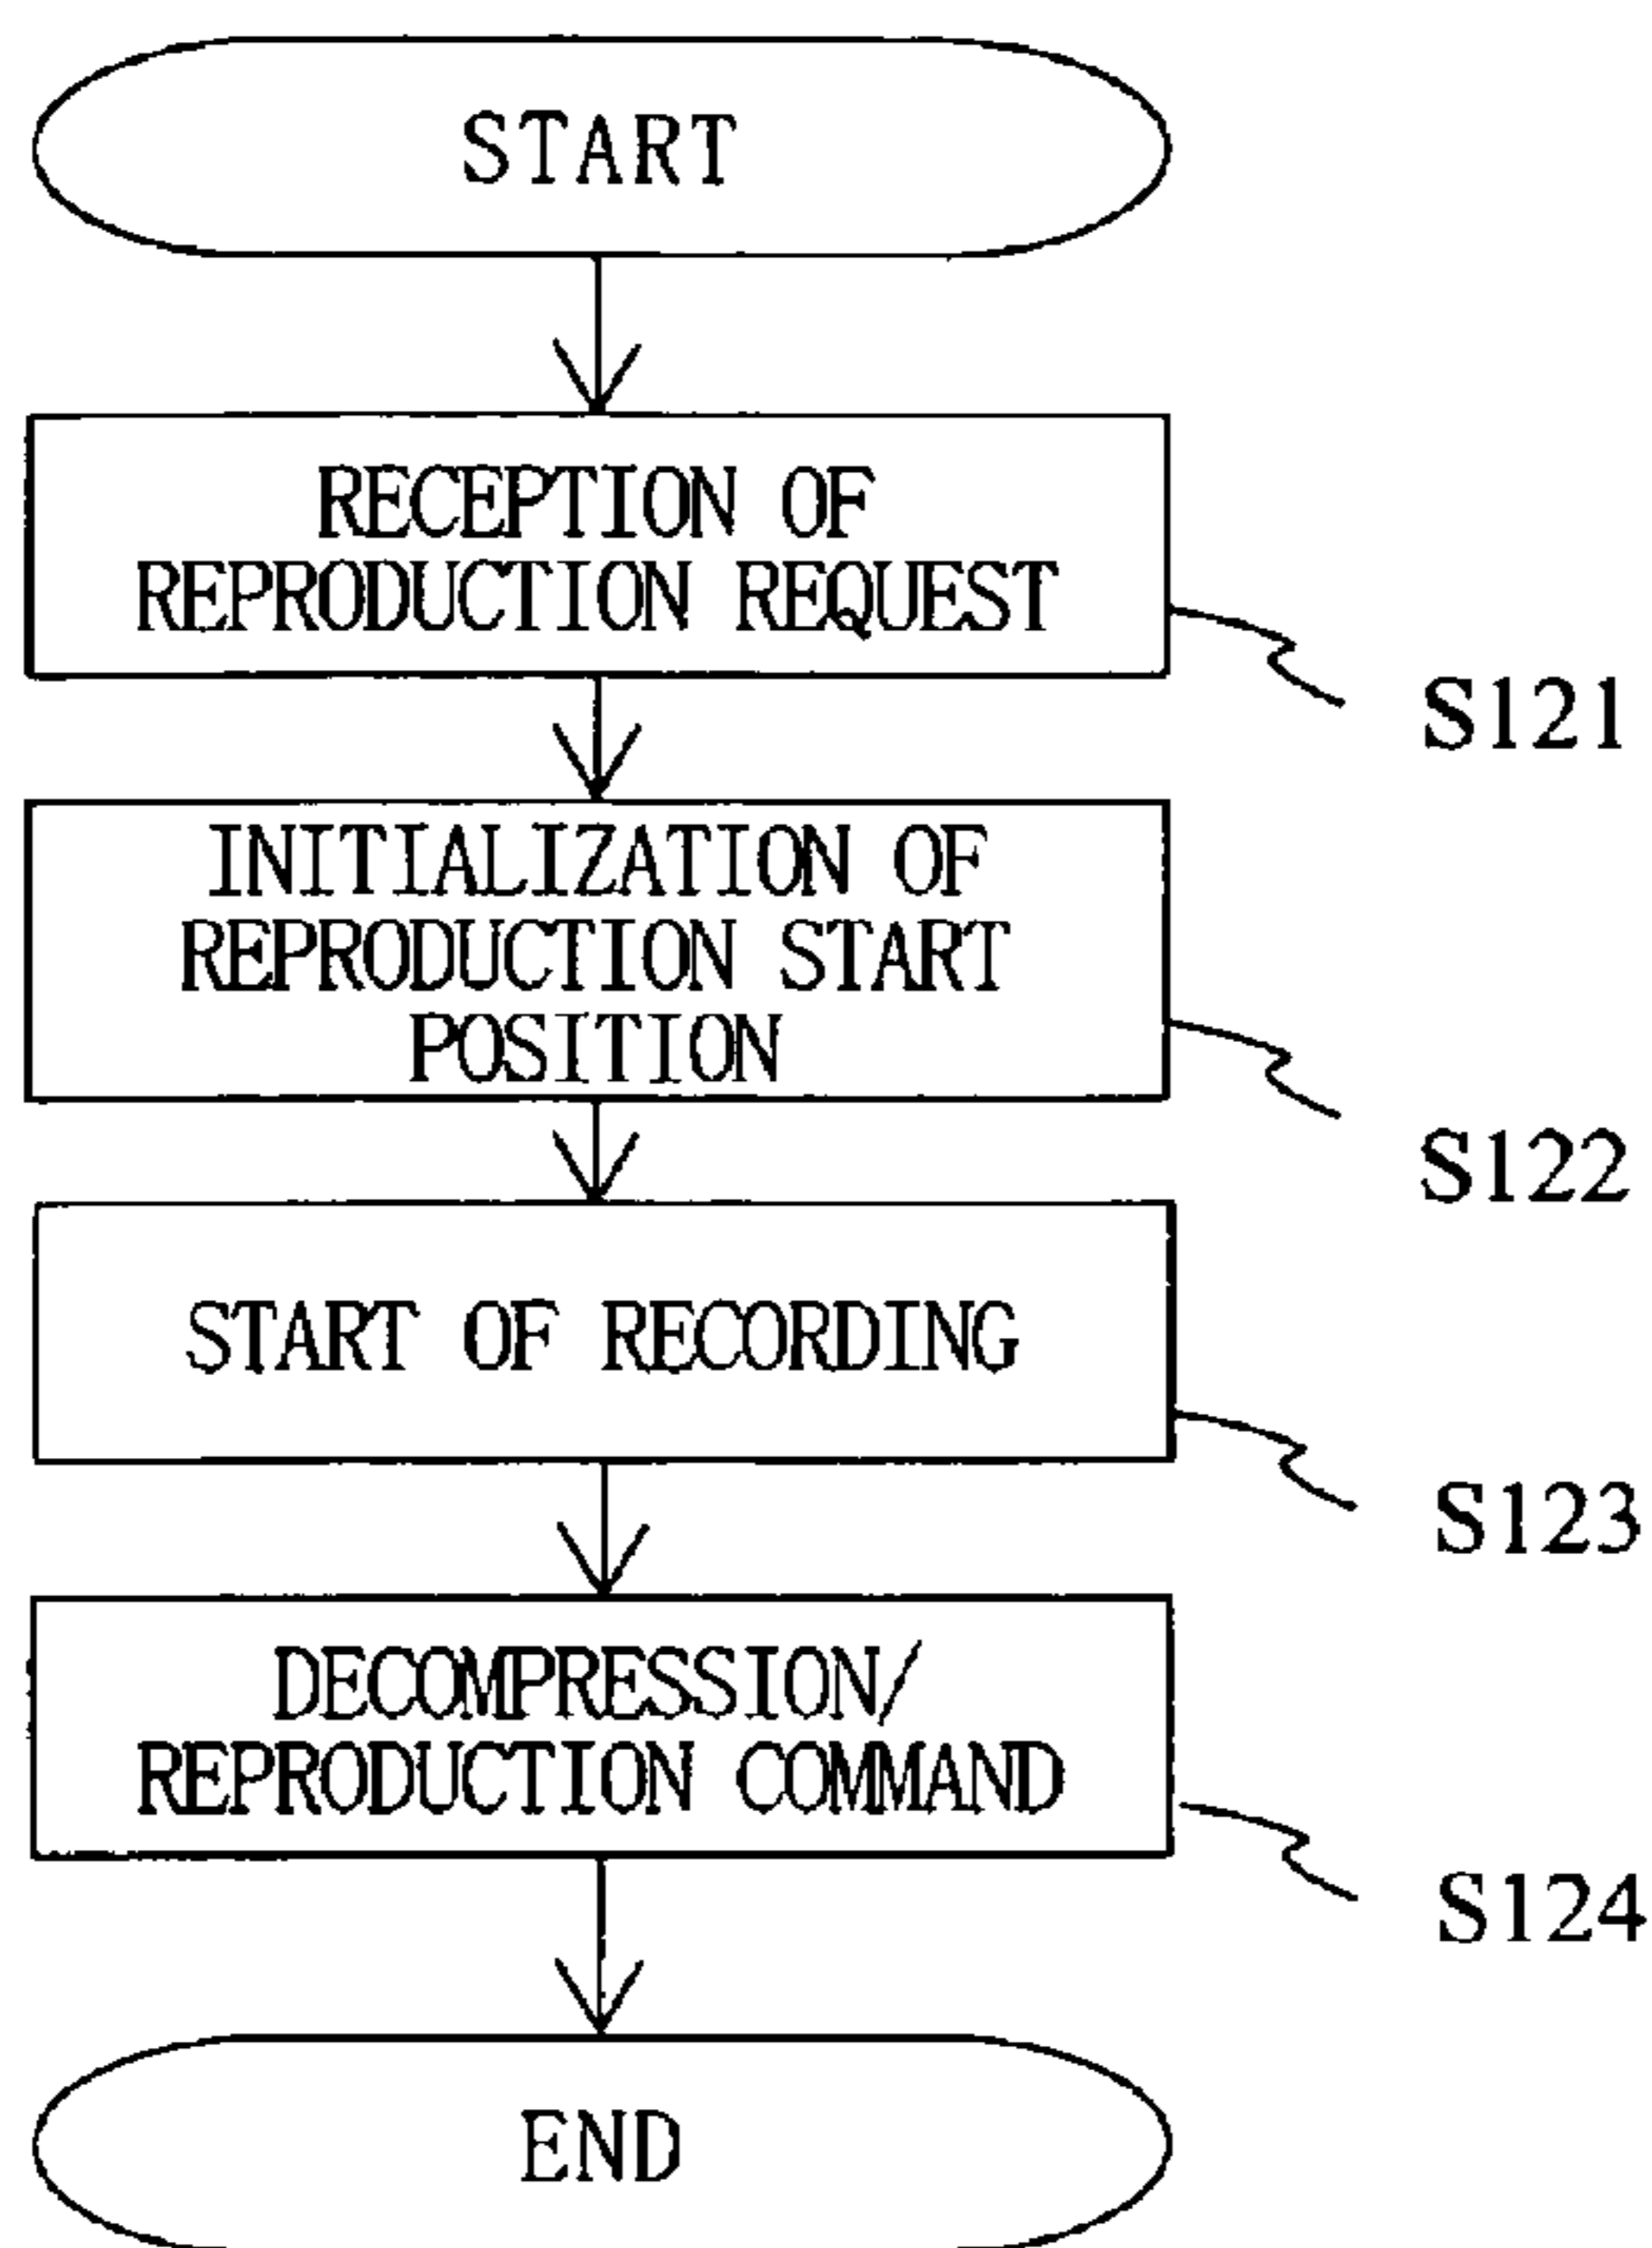 START
RECEPTION OF
REPRODUCTION REQUEST
S121
INITIALIZATION OF
REPRODUCTION START
POSITION
S122
START OF RECORDING
S123
DECOMPRESSION/
REPRODUCTION COMMAND
S124
END